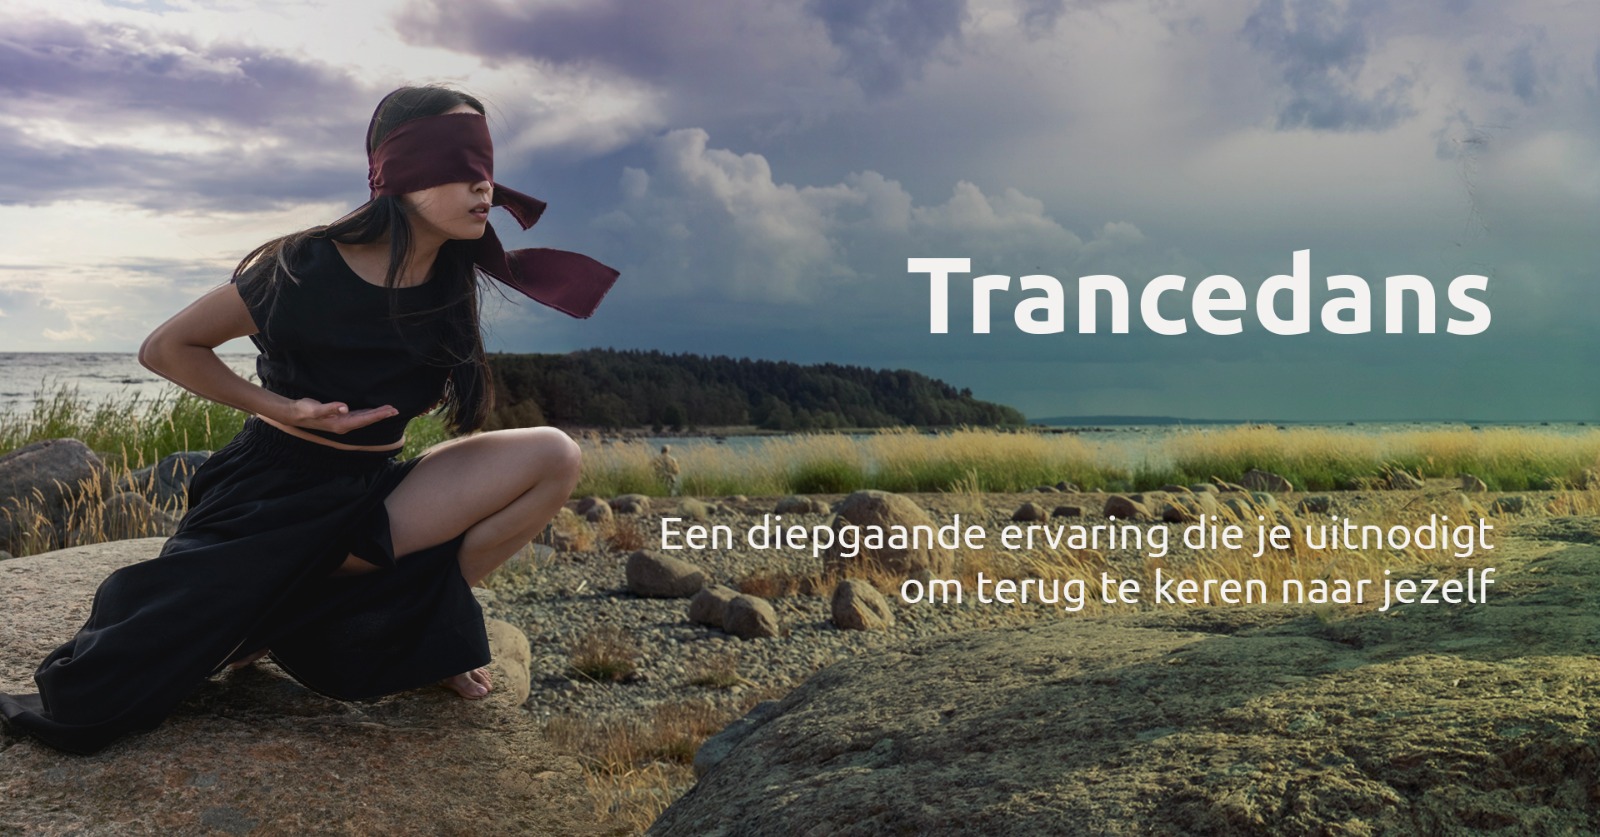 Trancedans
Een diepgaande ervaring die je uitnodigt
om terug te keren naar jezelf